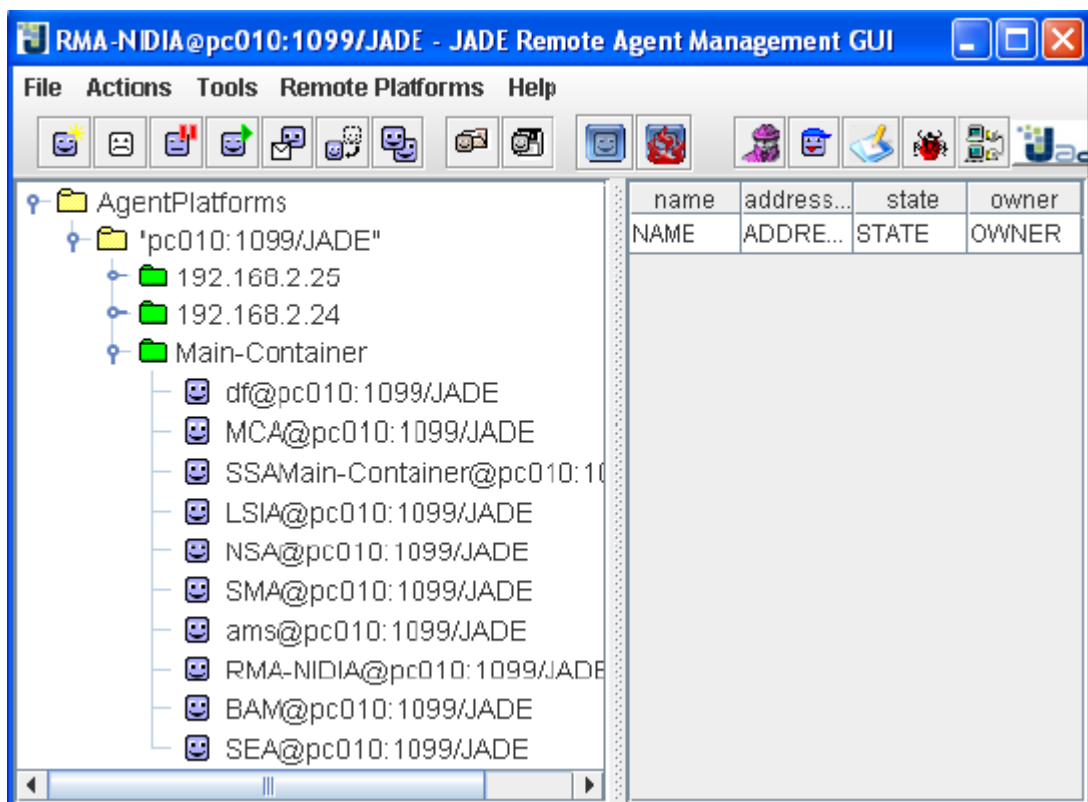 RMA-NIDIA@pc010:1099/JADE - JADE Remote Agent Management GUI
File Actions Tools Remote Platforms Help
AgentPlatforms
"pc010:1099/JADE"
192.168.2.25
192.168.2.24
Main-Container
df@pc010:1099/JADE
MCA@pc010:1099/JADE
SSAMain-Container@pc010:10
LSIA@pc010:1099/JADE
NSA@pc010:1099/JADE
SMA@pc010:1099/JADE
ams@pc010:1099/JADE
RMA-NIDIA@pc010:1099/JADE
BAM@pc010:1099/JADE
SEA@pc010:1099/JADE
name address... state owner
NAME ADDRE... STATE OWNER